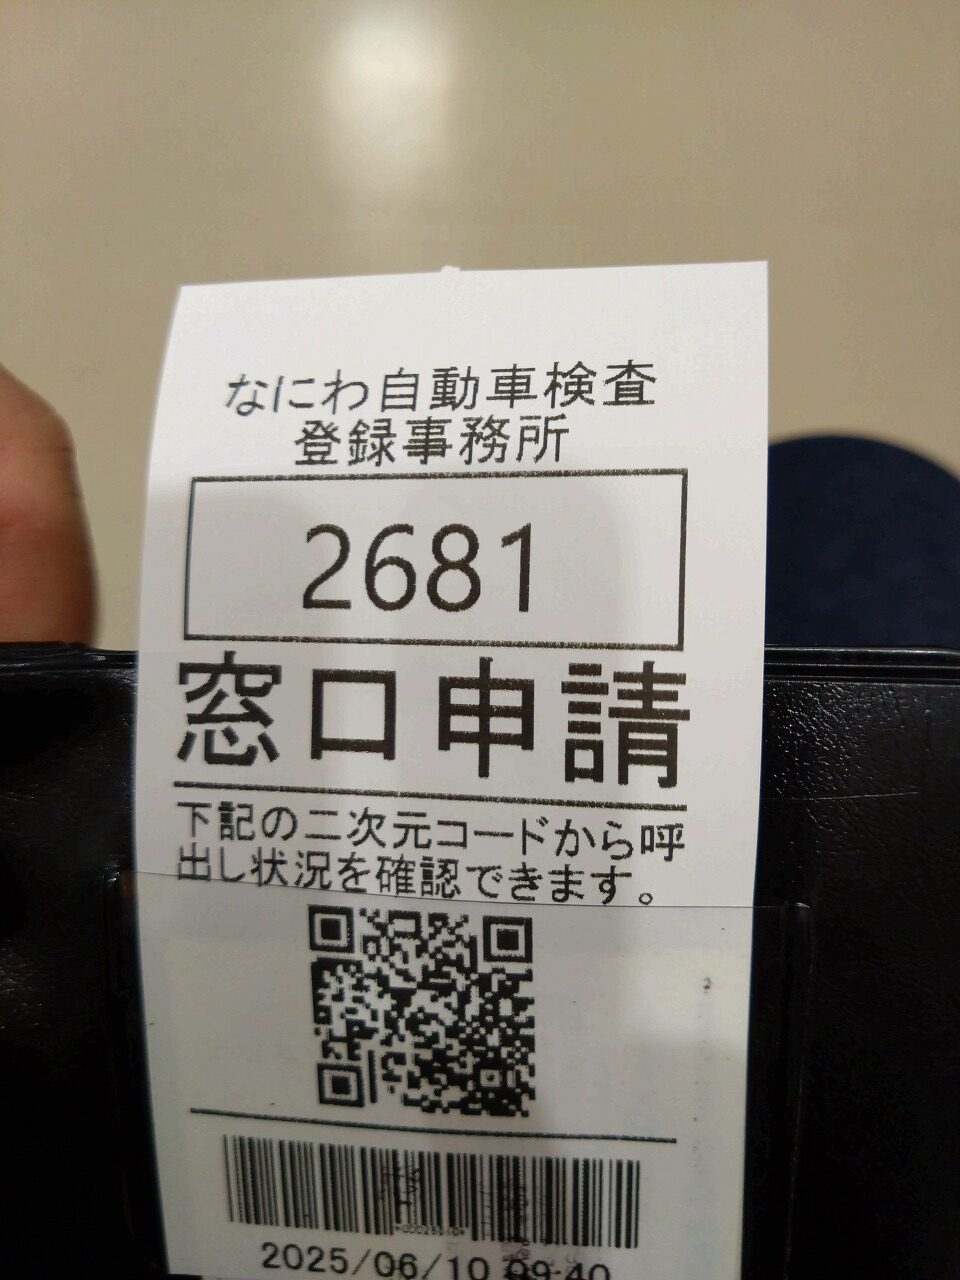 なにわ自動車検査
登録事務所
2681
窓口申請
下記の二次元コードから呼
出し状況を確認できます。
2025/06/10 09:40